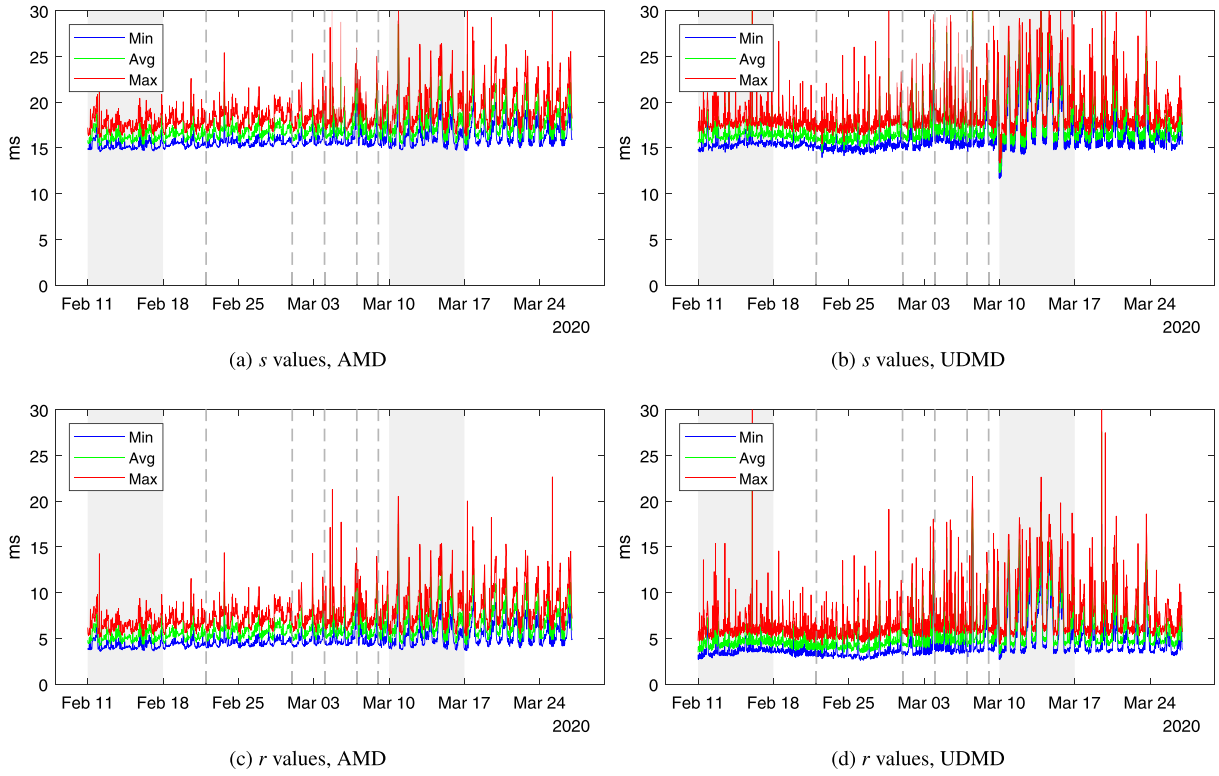 30
25
20
15
10
5
0
ms
Min
Avg
Max
Feb 11
Feb 18
Feb 25
Mar 03
Mar 10
Mar 17
Mar 24
2020
(a) s values, AMD
30
25
20
15
10
5
0
ms
Min
Avg
Max
Feb 11
Feb 18
Feb 25
Mar 03
Mar 10
Mar 17
Mar 24
2020
(b) s values, UDMD
30
25
20
15
10
5
0
ms
Min
Avg
Max
Feb 11
Feb 18
Feb 25
Mar 03
Mar 10
Mar 17
Mar 24
2020
(c) r values, AMD
30
25
20
15
10
5
0
ms
Min
Avg
Max
Feb 11
Feb 18
Feb 25
Mar 03
Mar 10
Mar 17
Mar 24
2020
(d) r values, UDMD